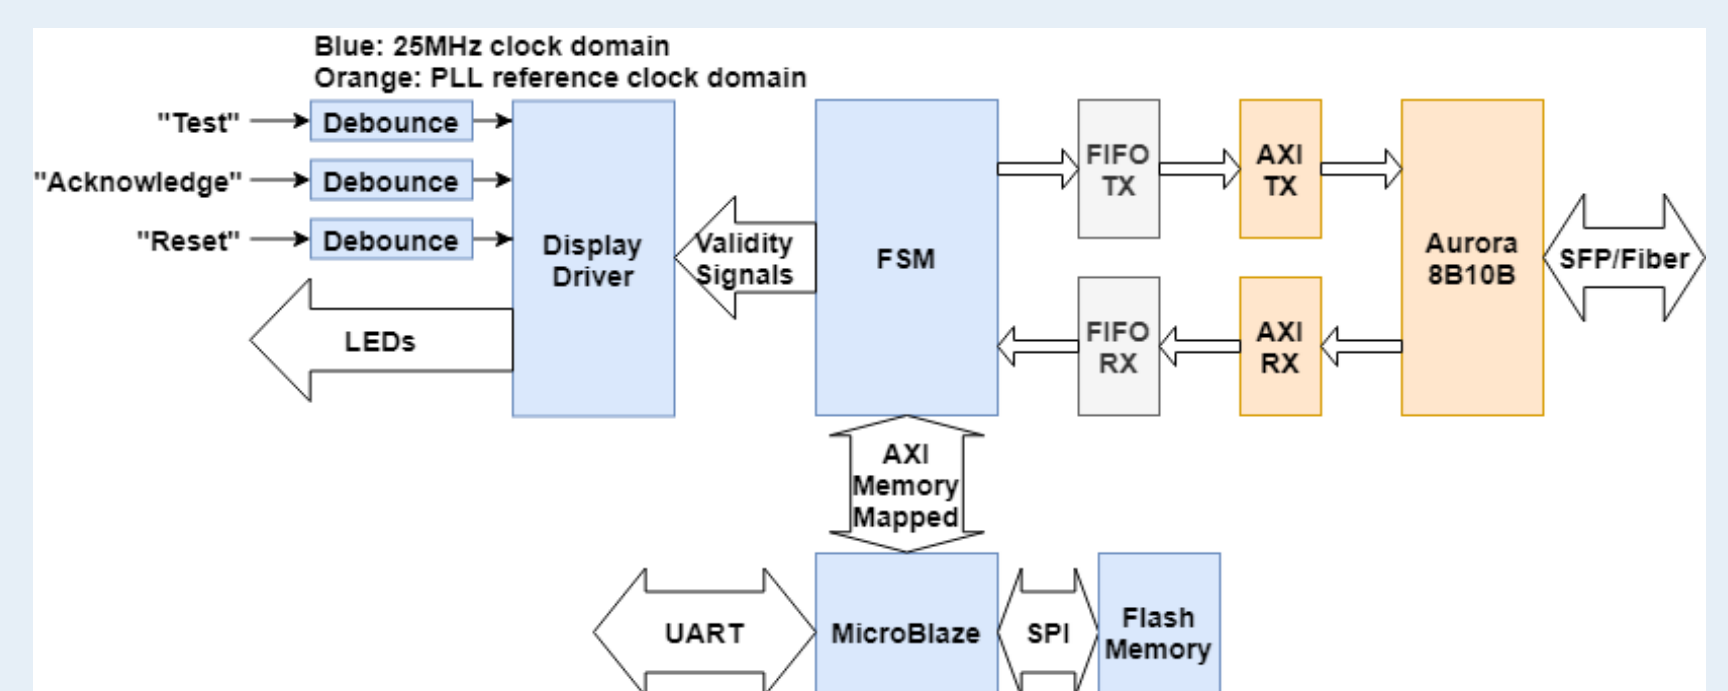 Blue: 25MHz clock domain
Orange: PLL reference clock domain
"Test"
Debounce
"Acknowledge"
Debounce
"Reset"
Debounce
LEDs
Display
Driver
Validity
Signals
FSM
FIFO
TX
AXI
TX
FIFO
RX
AXI
RX
Aurora
8B10B
SFP/Fiber
AXI
Memory
Mapped
UART
MicroBlaze
SPI
Flash
Memory